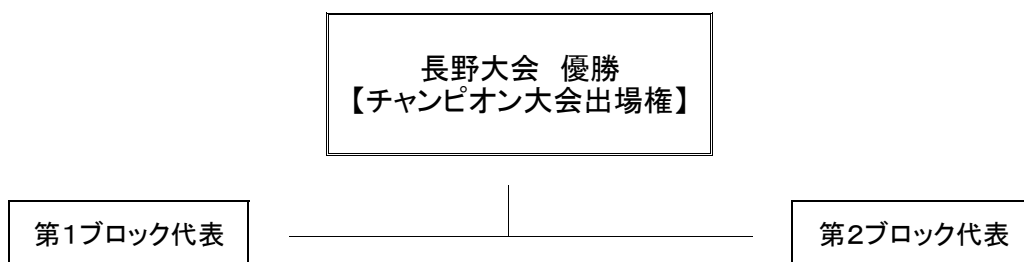 長野大会　優勝
【チャンピオン大会出場権】
第1ブロック代表
第2ブロック代表